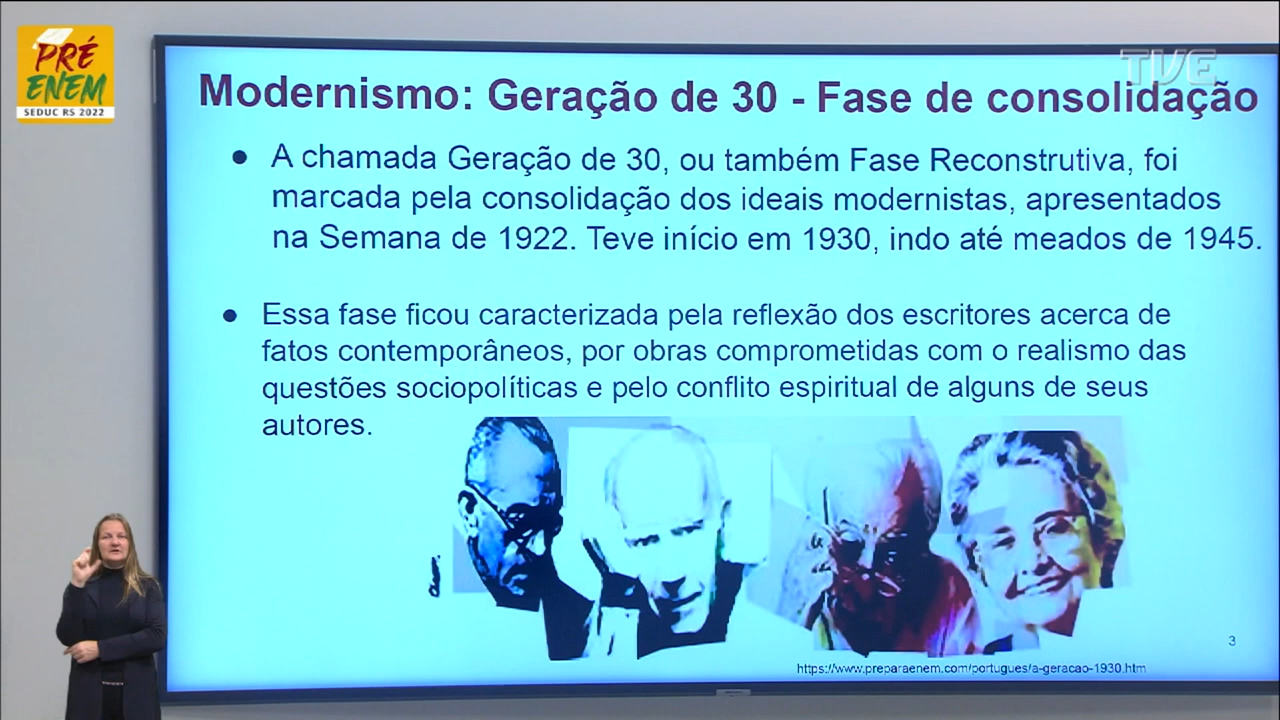 PRÉ
ENEM
SEDUC RS 2022
TVE
Modernismo: Geração de 30 - Fase de consolidação
● A chamada Geração de 30, ou também Fase Reconstrutiva, foi
marcada pela consolidação dos ideais modernistas, apresentados
na Semana de 1922. Teve início em 1930, indo até meados de 1945.
● Essa fase ficou caracterizada pela reflexão dos escritores acerca de
fatos contemporâneos, por obras comprometidas com o realismo das
questões sociopolíticas e pelo conflito espiritual de alguns de seus
autores.
3
https://www.preparaenem.com/portugues/a-geracao-1930.htm